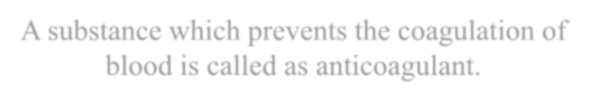 A substance which prevents the coagulation of
blood is called as anticoagulant.